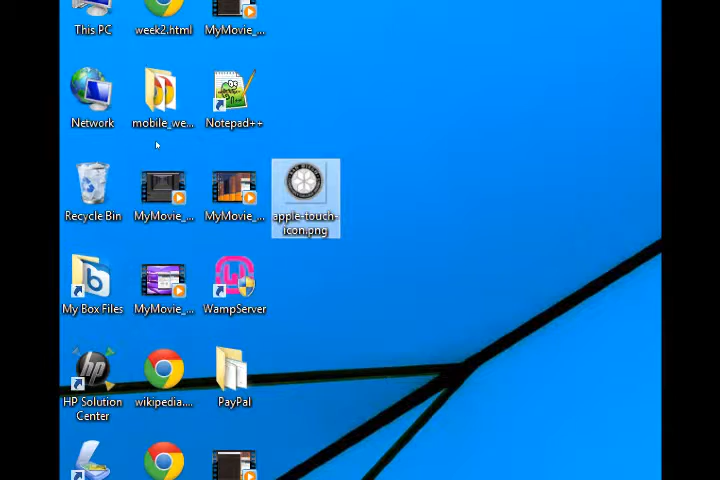 This PC
week2.html
MyMovie_...
Network
mobile_we...
Notepad++
Recycle Bin
MyMovie_...
MyMovie_...
apple-touch-
icon.png
My Box Files
MyMovie_...
WampServer
HP Solution
Center
wikipedia....
PayPal